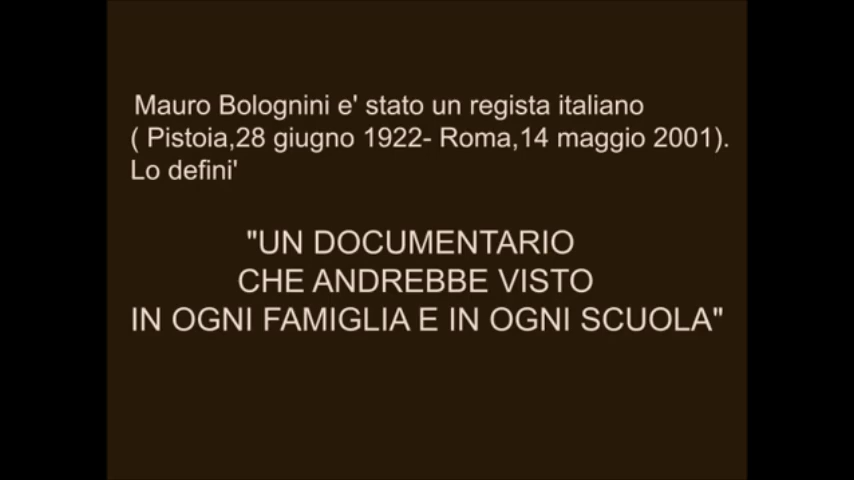 Mauro Bolognini e' stato un regista italiano
( Pistoia,28 giugno 1922- Roma,14 maggio 2001).
Lo defini'
"UN DOCUMENTARIO
CHE ANDREBBE VISTO
IN OGNI FAMIGLIA E IN OGNI SCUOLA"